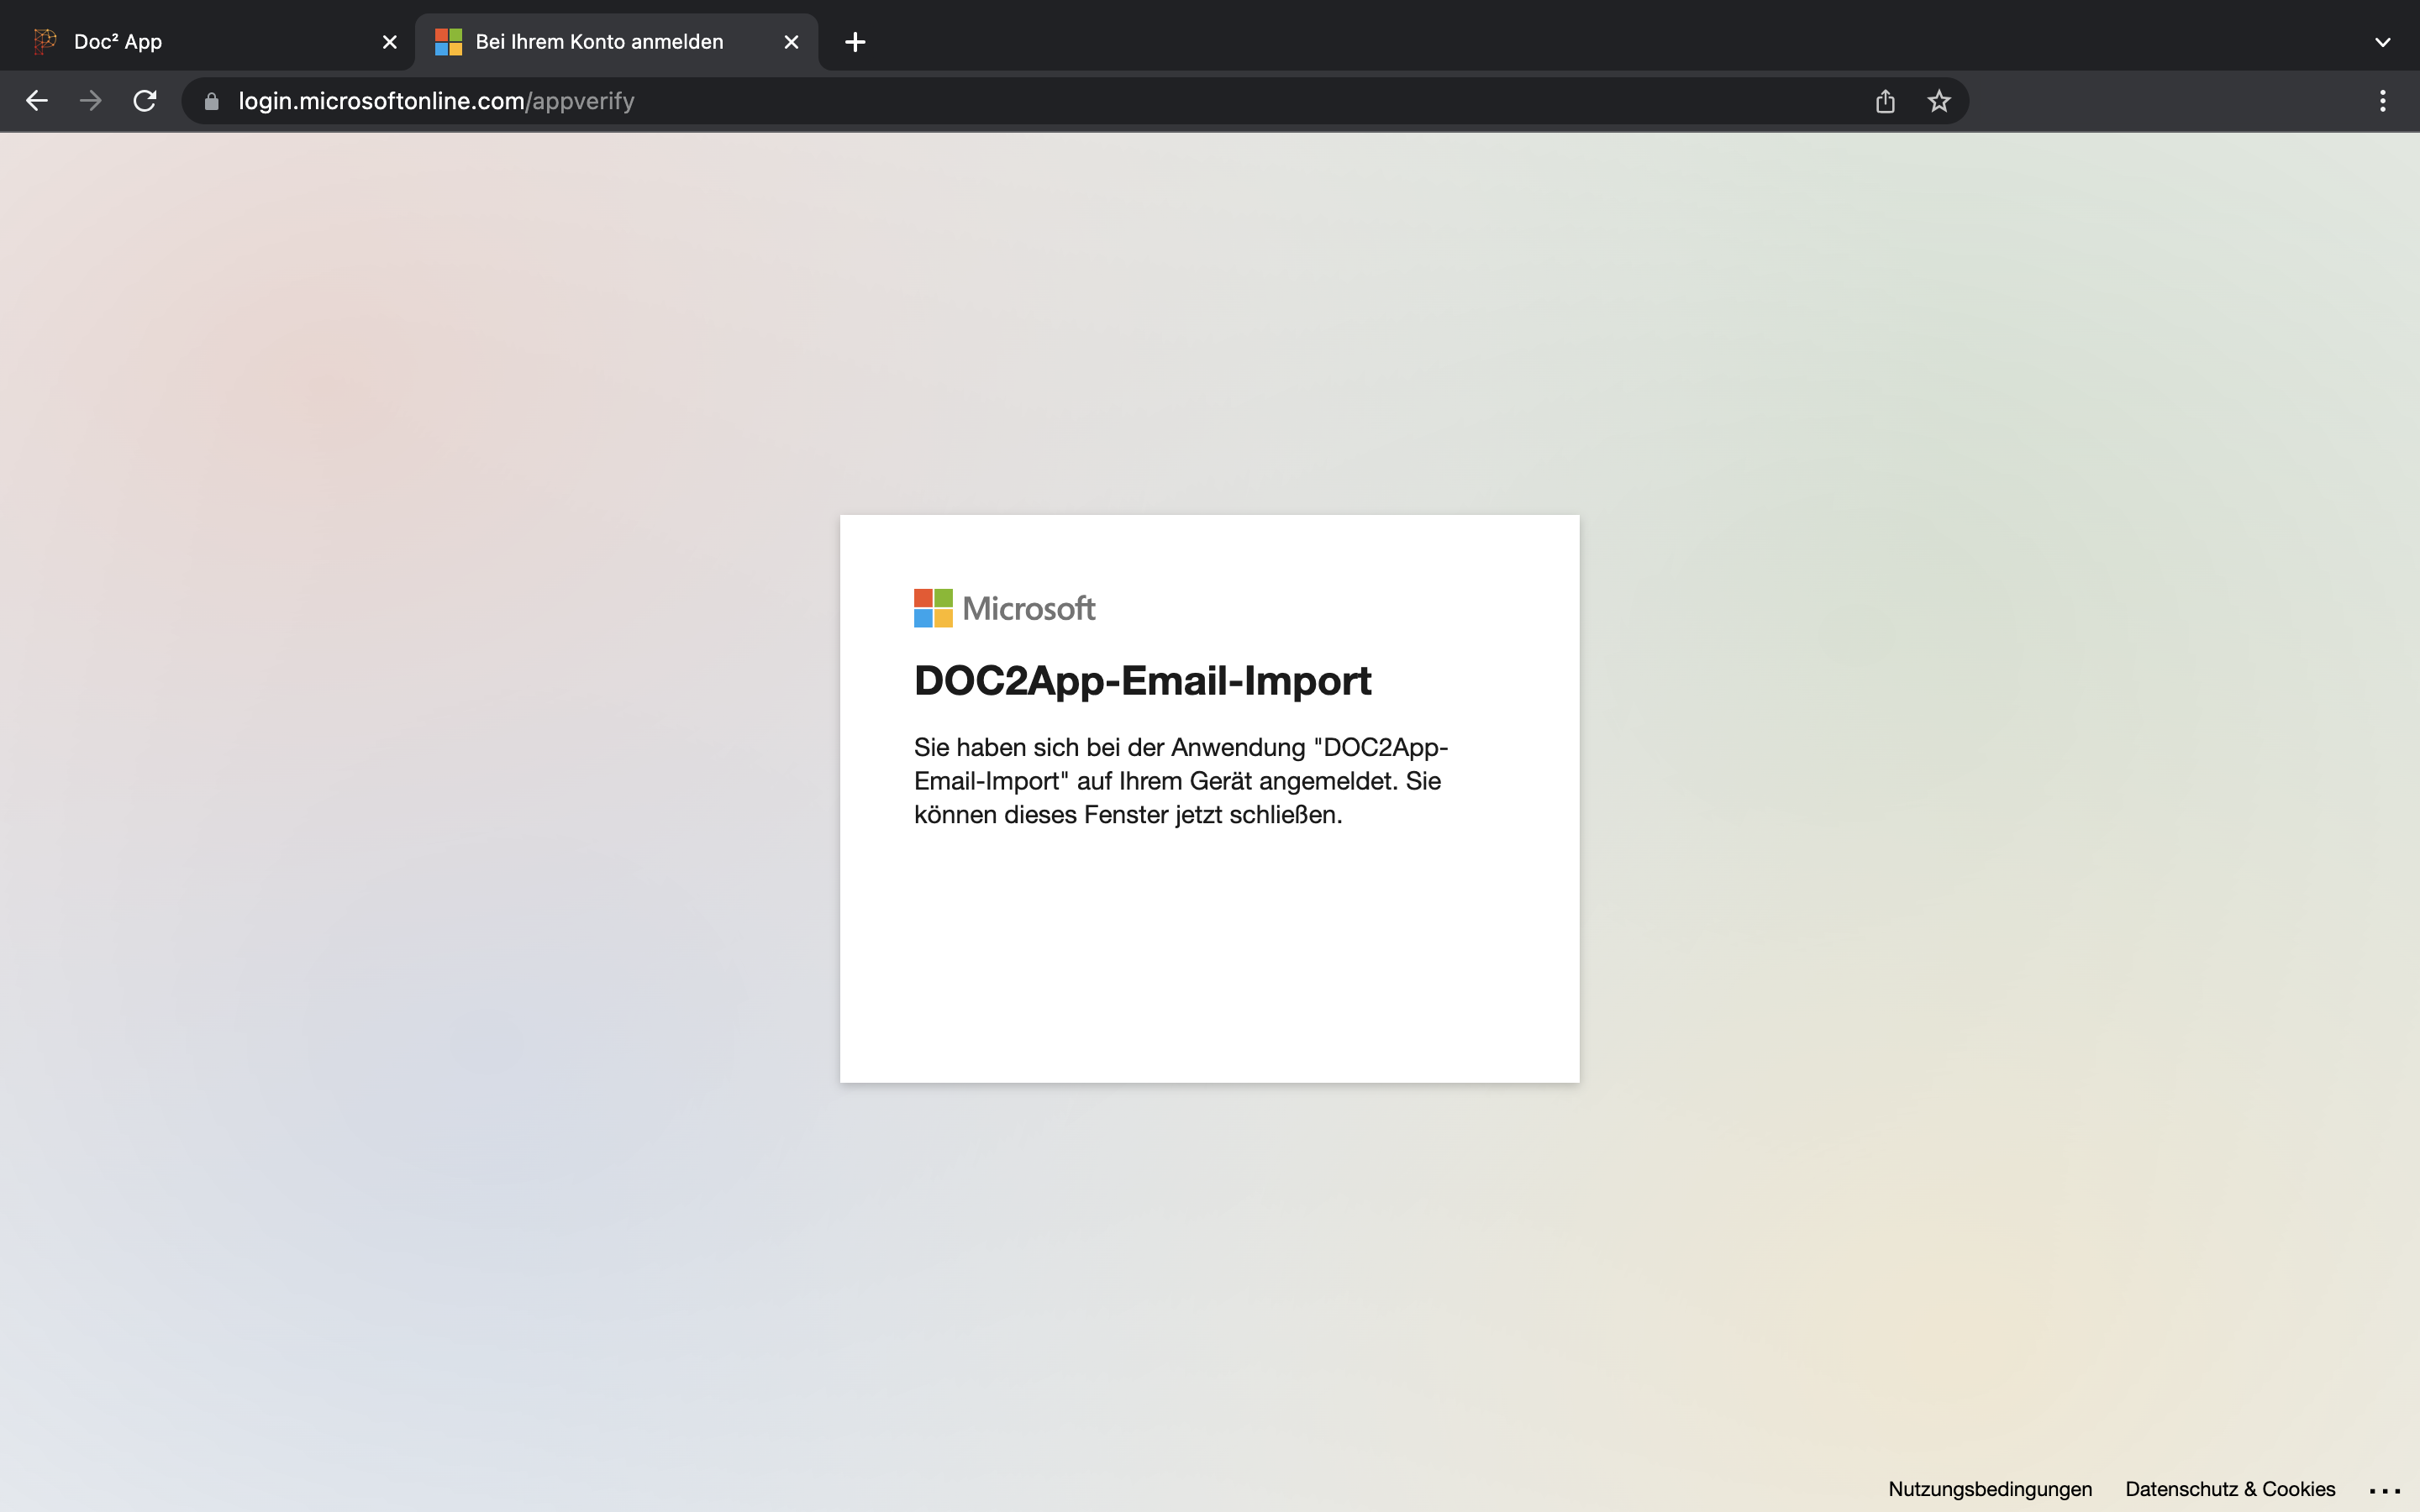 Doc² App
Bei Ihrem Konto anmelden
login.microsoftonline.com/appverify
Microsoft
DOC2App-Email-Import
Sie haben sich bei der Anwendung "DOC2App-
Email-Import" auf Ihrem Gerät angemeldet. Sie
können dieses Fenster jetzt schließen.
Nutzungsbedingungen Datenschutz & Cookies ...